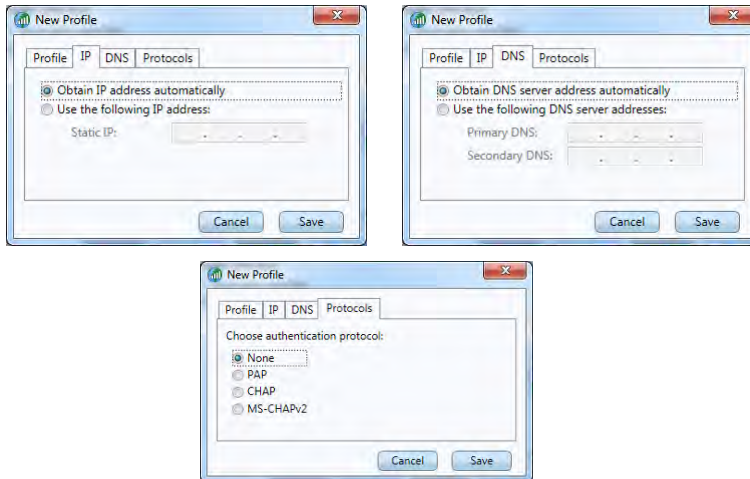 New Profile
Profile IP DNS Protocols
Obtain IP address automatically
Use the following IP address:
Static IP:
Cancel Save
New Profile
Profile IP DNS Protocols
Obtain DNS server address automatically
Use the following DNS server addresses:
Primary DNS:
Secondary DNS:
Cancel Save
New Profile
Profile IP DNS Protocols
Choose authentication protocol:
None
PAP
CHAP
MS-CHAPv2
Cancel Save